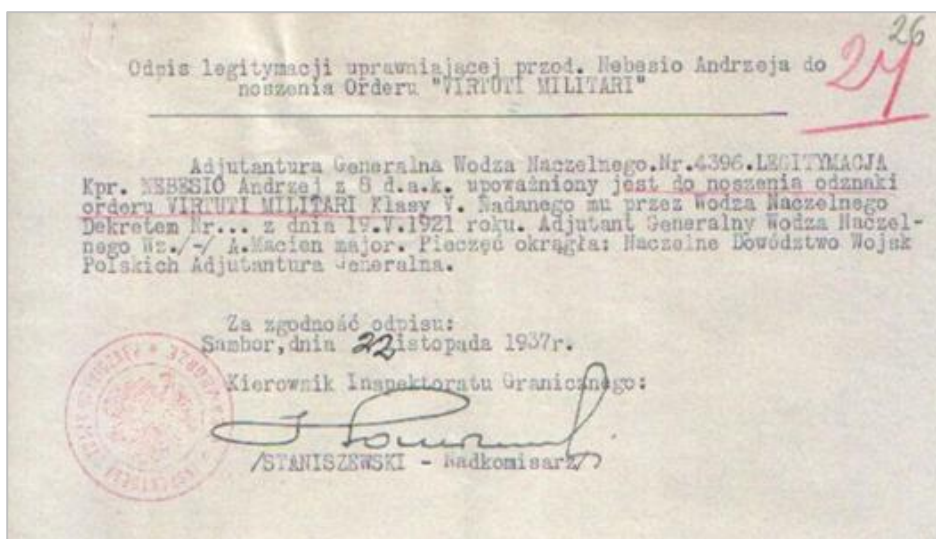 26
27
Odpis legitymacji uprawniającej przod. Nebesio Andrzeja do
noszenia Orderu "VIRTUTI MILITARI"
Adjutantura Generalna Wodza Naczelnego.Nr.4396.LEGITYMACJA
Kpr. NEBESIO Andrzej z 8 d.a.k. upoważniony jest do noszenia odznaki
orderu VIRTUTI MILITARI Klasy V. Nadanego mu przez Wodza Naczelnego
Dekretem Nr... z dnia 19.V.1921 roku. Adjutant Generalny Wodza Naczel-
nego Wz./-/ A.Macien major. Pieczęć okrągła: Naczelne Dowództwo Wojsk
Polskich Adjutantura Generalna.
Za zgodność odpisu:
Sambor,dnia 22 listopada 1937r.
Kierownik Inspektoratu Granicznego:
/STANISZEWSKI - Nadkomisarz/